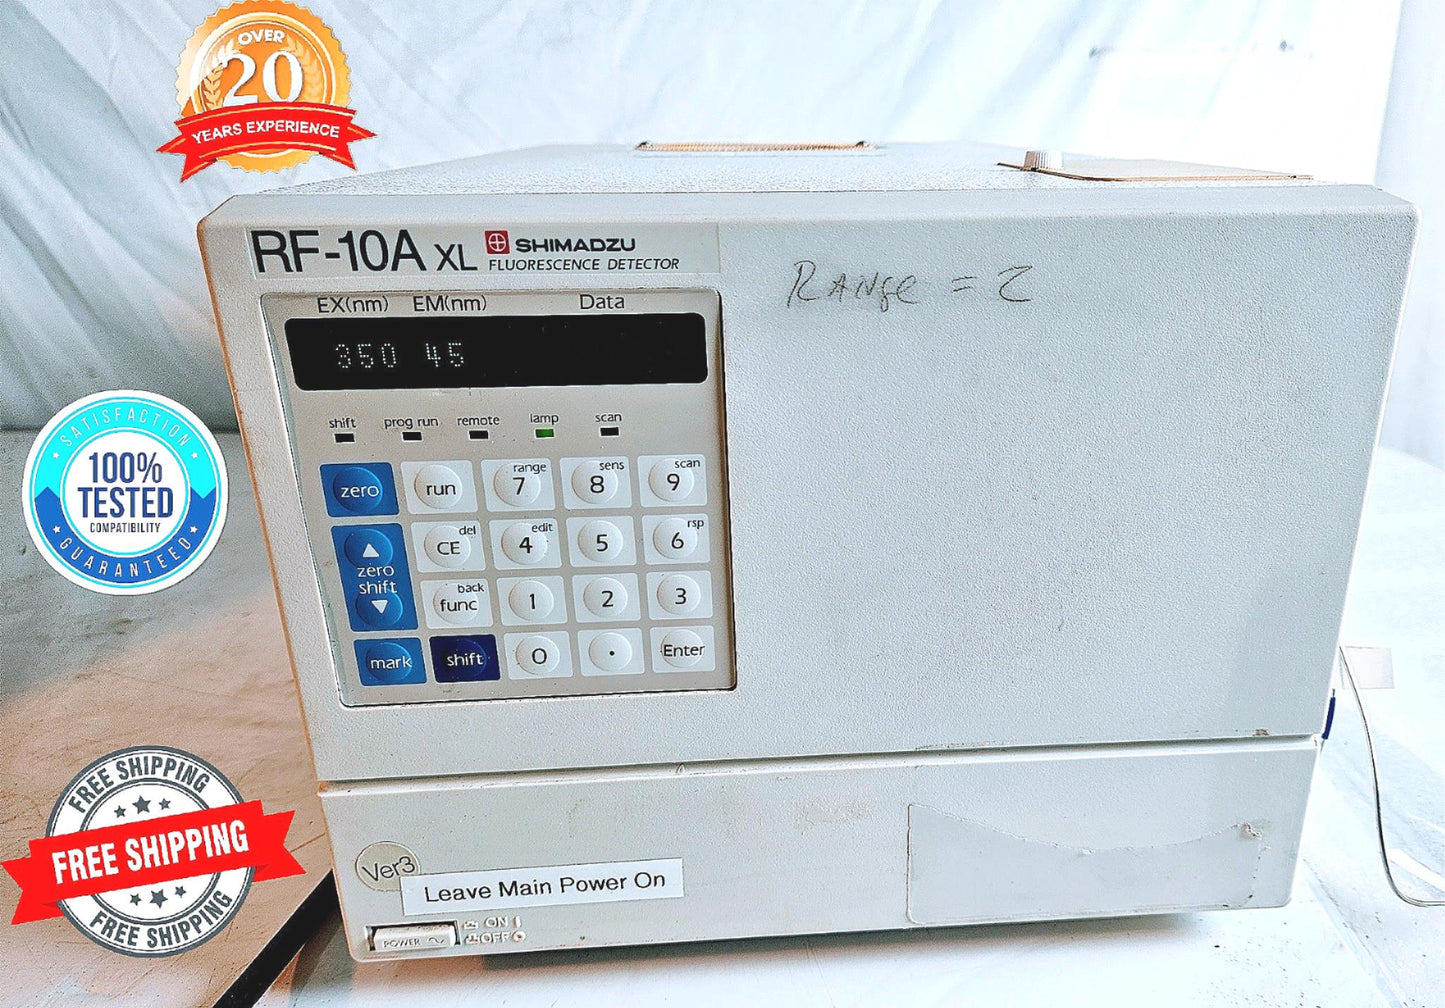 OVER
20
YEARS EXPERIENCE
RF-10A XL SHIMADZU
FLUORESCENCE DETECTOR
Range = 2
EX(nm) EM(nm) Data
350 45
shift prog run remote lamp scan
zero run range 7 sens 8 scan 9
del CE edit 4 5 rsp 6
zero shift
back func 1 2 3
mark shift 0 . Enter
SATISFACTION
100%
TESTED
COMPATIBILITY
GUARANTEED
FREE SHIPPING
FREE SHIPPING
FREE SHIPPING
Ver3
Leave Main Power On
POWER ON
OFF